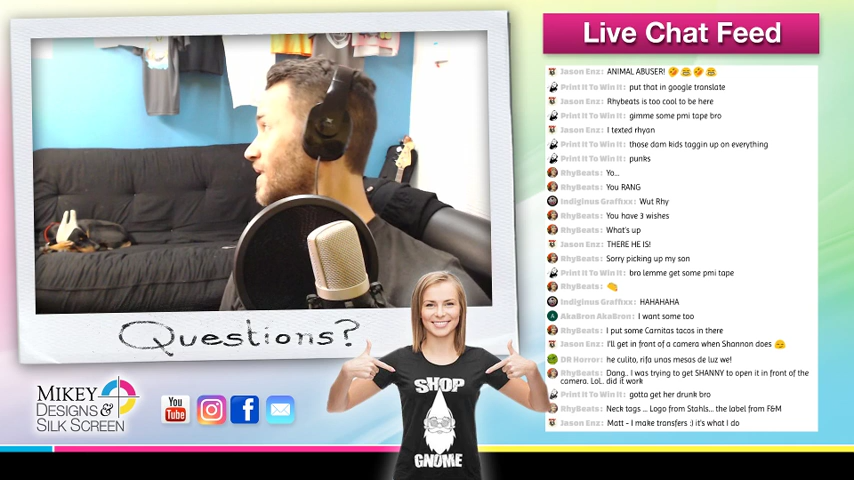 Live Chat Feed
Jason Enz: ANIMAL ABUSER! 🤣😂🤣😂
Print It To Win It: put that in google translate
Jason Enz: Rhybeats is too cool to be here
Print It To Win It: gimme some pmi tape bro
Jason Enz: I texted rhyan
Print It To Win It: those dam kids taggin up on everything
Print It To Win It: punks
RhyBeats: Yo...
RhyBeats: You RANG
Indiginus Graffixx: Wut Rhy
RhyBeats: You have 3 wishes
RhyBeats: What's up
Jason Enz: THERE HE IS!
RhyBeats: Sorry picking up my son
Print It To Win It: bro lemme get some pmi tape
RhyBeats: 👊
Indiginus Graffixx: HAHAHAHA
A AkaBron AkaBron: I want some too
RhyBeats: I put some Carnitas tacos in there
Jason Enz: I'll get in front of a camera when Shannon does 😑
DR Horror: he culito, rifa unas mesas de luz we!
RhyBeats: Dang.. I was trying to get SHANNY to open it in front of the
camera. LoL. did it work
Print It To Win It: gotta get her drunk bro
RhyBeats: Neck tags ... Logo from Stahls... the label from F&M
Jason Enz: Matt - I make transfers :) it's what I do
Questions?
MIKEY
DESIGNS &
SILK SCREEN
You
Tube
SHOP
GNOME